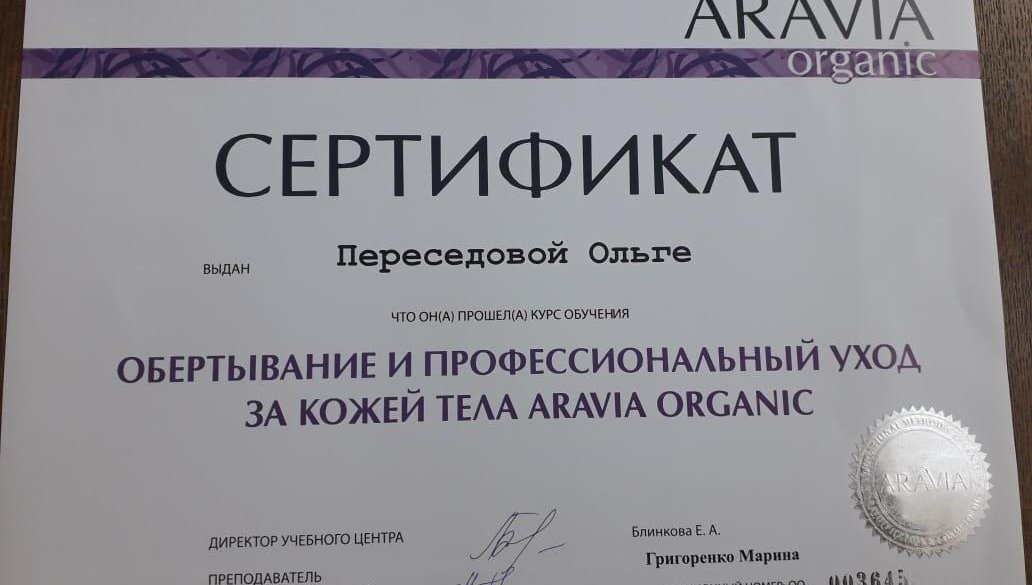 ARAVIA
organic
СЕРТИФИКАТ
ВЫДАН Переседовой Ольге
ЧТО ОН(А) ПРОШЕЛ(А) КУРС ОБУЧЕНИЯ
ОБЕРТЫВАНИЕ И ПРОФЕССИОНАЛЬНЫЙ УХОД
ЗА КОЖЕЙ ТЕЛА ARAVIA ORGANIC
ARAVIA
ДИРЕКТОР УЧЕБНОГО ЦЕНТРА Блинкова Е. А.
ПРЕПОДАВАТЕЛЬ Григоренко Марина
НОМЕР: 003645